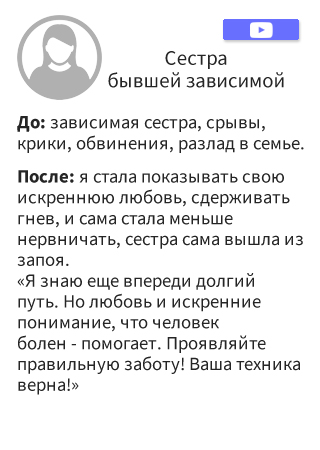 Сестра
бывшей зависимой
До: зависимая сестра, срывы,
крики, обвинения, разлад в семье.
После: я стала показывать свою
искреннюю любовь, сдерживать
гнев, и сама стала меньше
нервничать, сестра сама вышла из
запоя.
«Я знаю еще впереди долгий
путь. Но любовь и искренние
понимание, что человек
болен - помогает. Проявляйте
правильную заботу! Ваша техника
верна!»